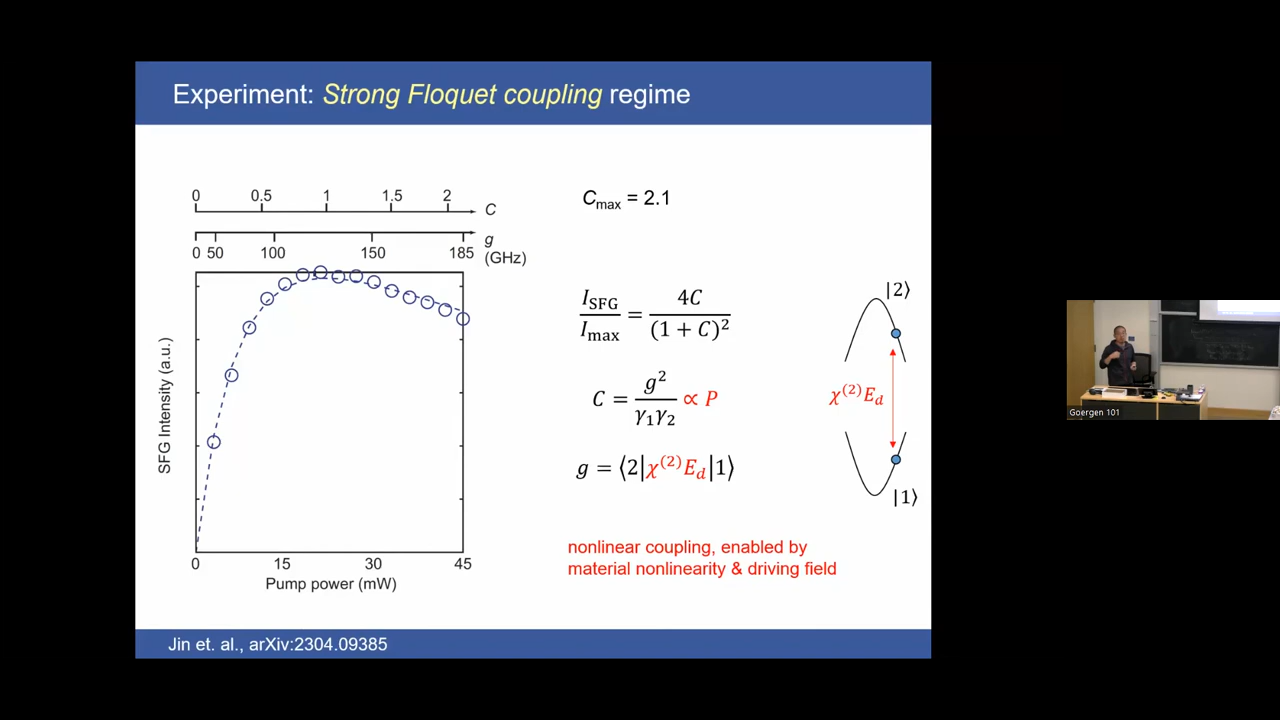 Experiment: Strong Floquet coupling regime
0 0.5 1 1.5 2
C
g
(GHz)
0 50 100 150 185
SFG Intensity (a.u.)
0 15 30 45
Pump power (mW)
Cmax = 2.1
I_SFG / I_max = 4C / (1 + C)²
C = g² / γ₁γ₂ ∝ P
g = ⟨2|χ⁽²⁾E_d|1⟩
nonlinear coupling, enabled by
material nonlinearity & driving field
|2⟩
χ⁽²⁾E_d
|1⟩
Jin et. al., arXiv:2304.09385
Goergen 101